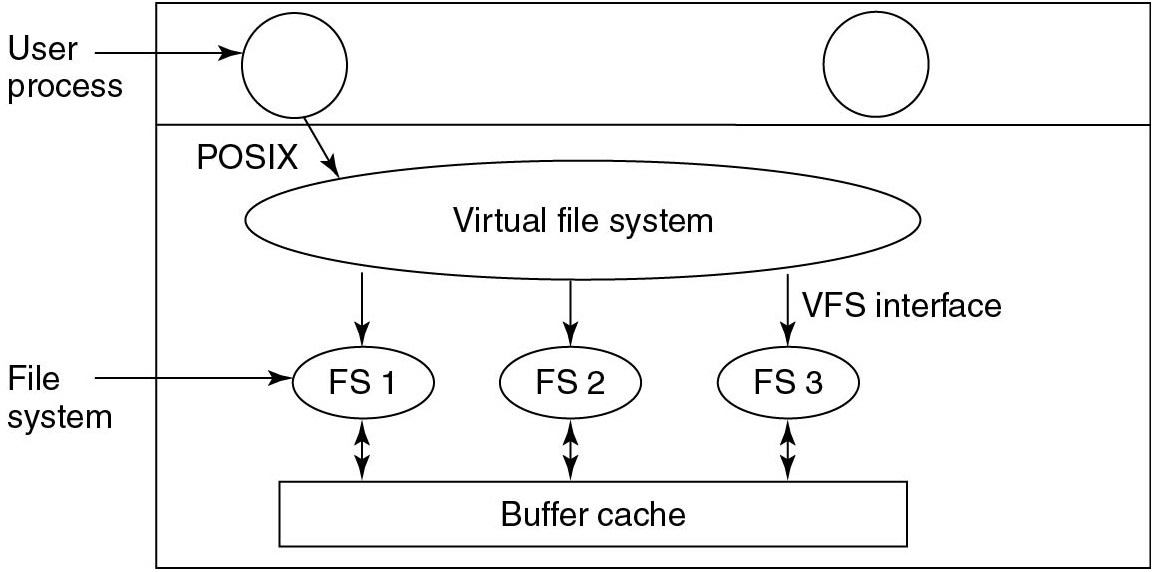 User
process
POSIX
Virtual file system
VFS interface
File
system
FS 1
FS 2
FS 3
Buffer cache